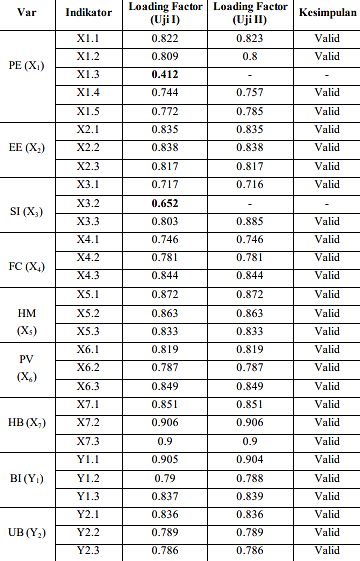 Var Indikator Loading Factor (Uji I) Loading Factor (Uji II) Kesimpulan
PE (X1) X1.1 0.822 0.823 Valid
X1.2 0.809 0.8 Valid
X1.3 0.412 - -
X1.4 0.744 0.757 Valid
X1.5 0.772 0.785 Valid
EE (X2) X2.1 0.835 0.835 Valid
X2.2 0.838 0.838 Valid
X2.3 0.817 0.817 Valid
SI (X3) X3.1 0.717 0.716 Valid
X3.2 0.652 - -
X3.3 0.803 0.885 Valid
FC (X4) X4.1 0.746 0.746 Valid
X4.2 0.781 0.781 Valid
X4.3 0.844 0.844 Valid
HM (X5) X5.1 0.872 0.872 Valid
X5.2 0.863 0.863 Valid
X5.3 0.833 0.833 Valid
PV (X6) X6.1 0.819 0.819 Valid
X6.2 0.787 0.787 Valid
X6.3 0.849 0.849 Valid
HB (X7) X7.1 0.851 0.851 Valid
X7.2 0.906 0.906 Valid
X7.3 0.9 0.9 Valid
BI (Y1) Y1.1 0.905 0.904 Valid
Y1.2 0.79 0.788 Valid
Y1.3 0.837 0.839 Valid
UB (Y2) Y2.1 0.836 0.836 Valid
Y2.2 0.789 0.789 Valid
Y2.3 0.786 0.786 Valid